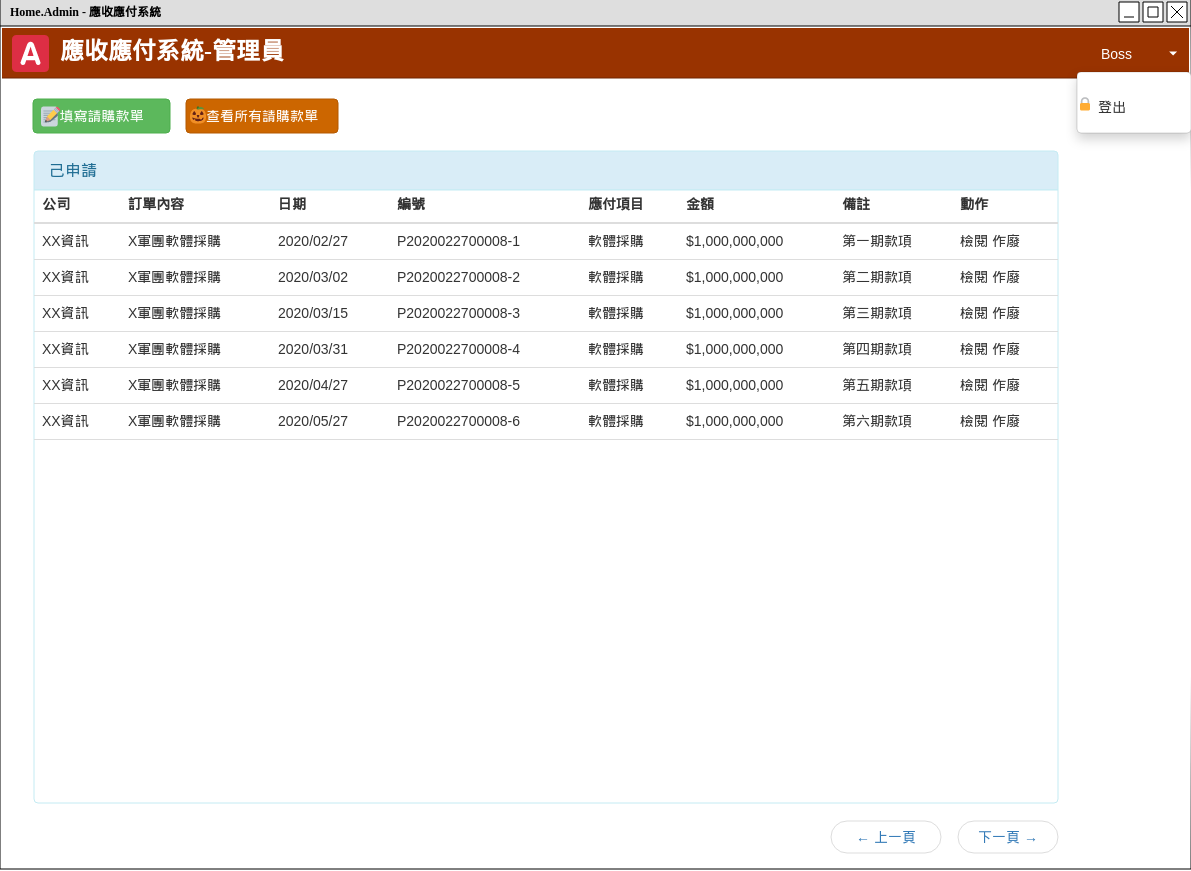 Home.Admin - 應收應付系統
A 應收應付系統-管理員
Boss
登出
填寫請購款單 查看所有請購款單
己申請
公司 訂單內容 日期 編號 應付項目 金額 備註 動作
XX資訊 X軍團軟體採購 2020/02/27 P2020022700008-1 軟體採購 $1,000,000,000 第一期款項 檢閱 作廢
XX資訊 X軍團軟體採購 2020/03/02 P2020022700008-2 軟體採購 $1,000,000,000 第二期款項 檢閱 作廢
XX資訊 X軍團軟體採購 2020/03/15 P2020022700008-3 軟體採購 $1,000,000,000 第三期款項 檢閱 作廢
XX資訊 X軍團軟體採購 2020/03/31 P2020022700008-4 軟體採購 $1,000,000,000 第四期款項 檢閱 作廢
XX資訊 X軍團軟體採購 2020/04/27 P2020022700008-5 軟體採購 $1,000,000,000 第五期款項 檢閱 作廢
XX資訊 X軍團軟體採購 2020/05/27 P2020022700008-6 軟體採購 $1,000,000,000 第六期款項 檢閱 作廢
← 上一頁 下一頁 →